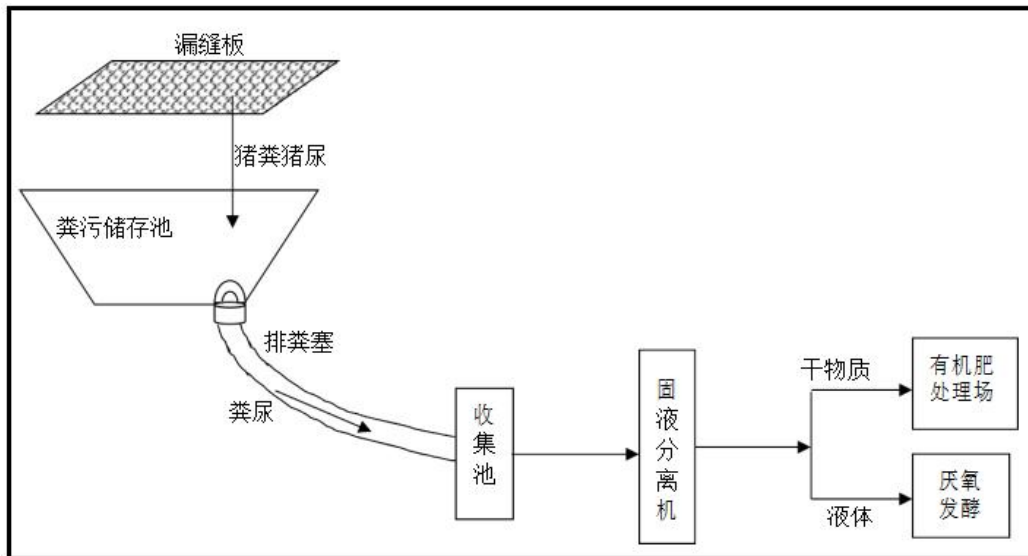 漏缝板
猪粪猪尿
粪污储存池
排粪塞
粪尿
收
集
池
固
液
分
离
机
干物质
有机肥
处理场
液体
厌氧
发酵